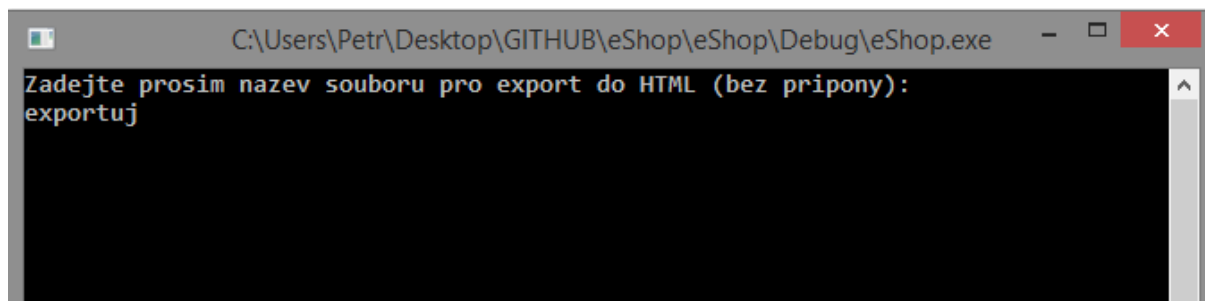 C:\Users\Petr\Desktop\GITHUB\eShop\eShop\Debug\eShop.exe
Zadejte prosim nazev souboru pro export do HTML (bez pripony):
exportuj